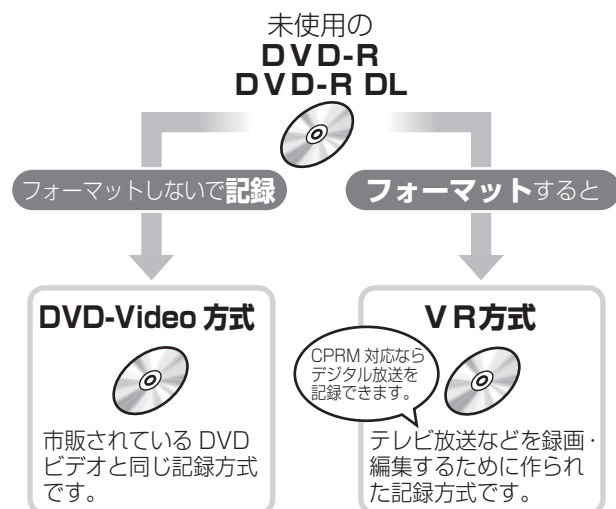 未使用の
DVD-R
DVD-R DL
フォーマットしないで記録
フォーマットすると
DVD-Video 方式
市販されている DVD
ビデオと同じ記録方式
です。
VR方式
CPRM 対応なら
デジタル放送を
記録できます。
テレビ放送などを録画・
編集するために作られ
た記録方式です。